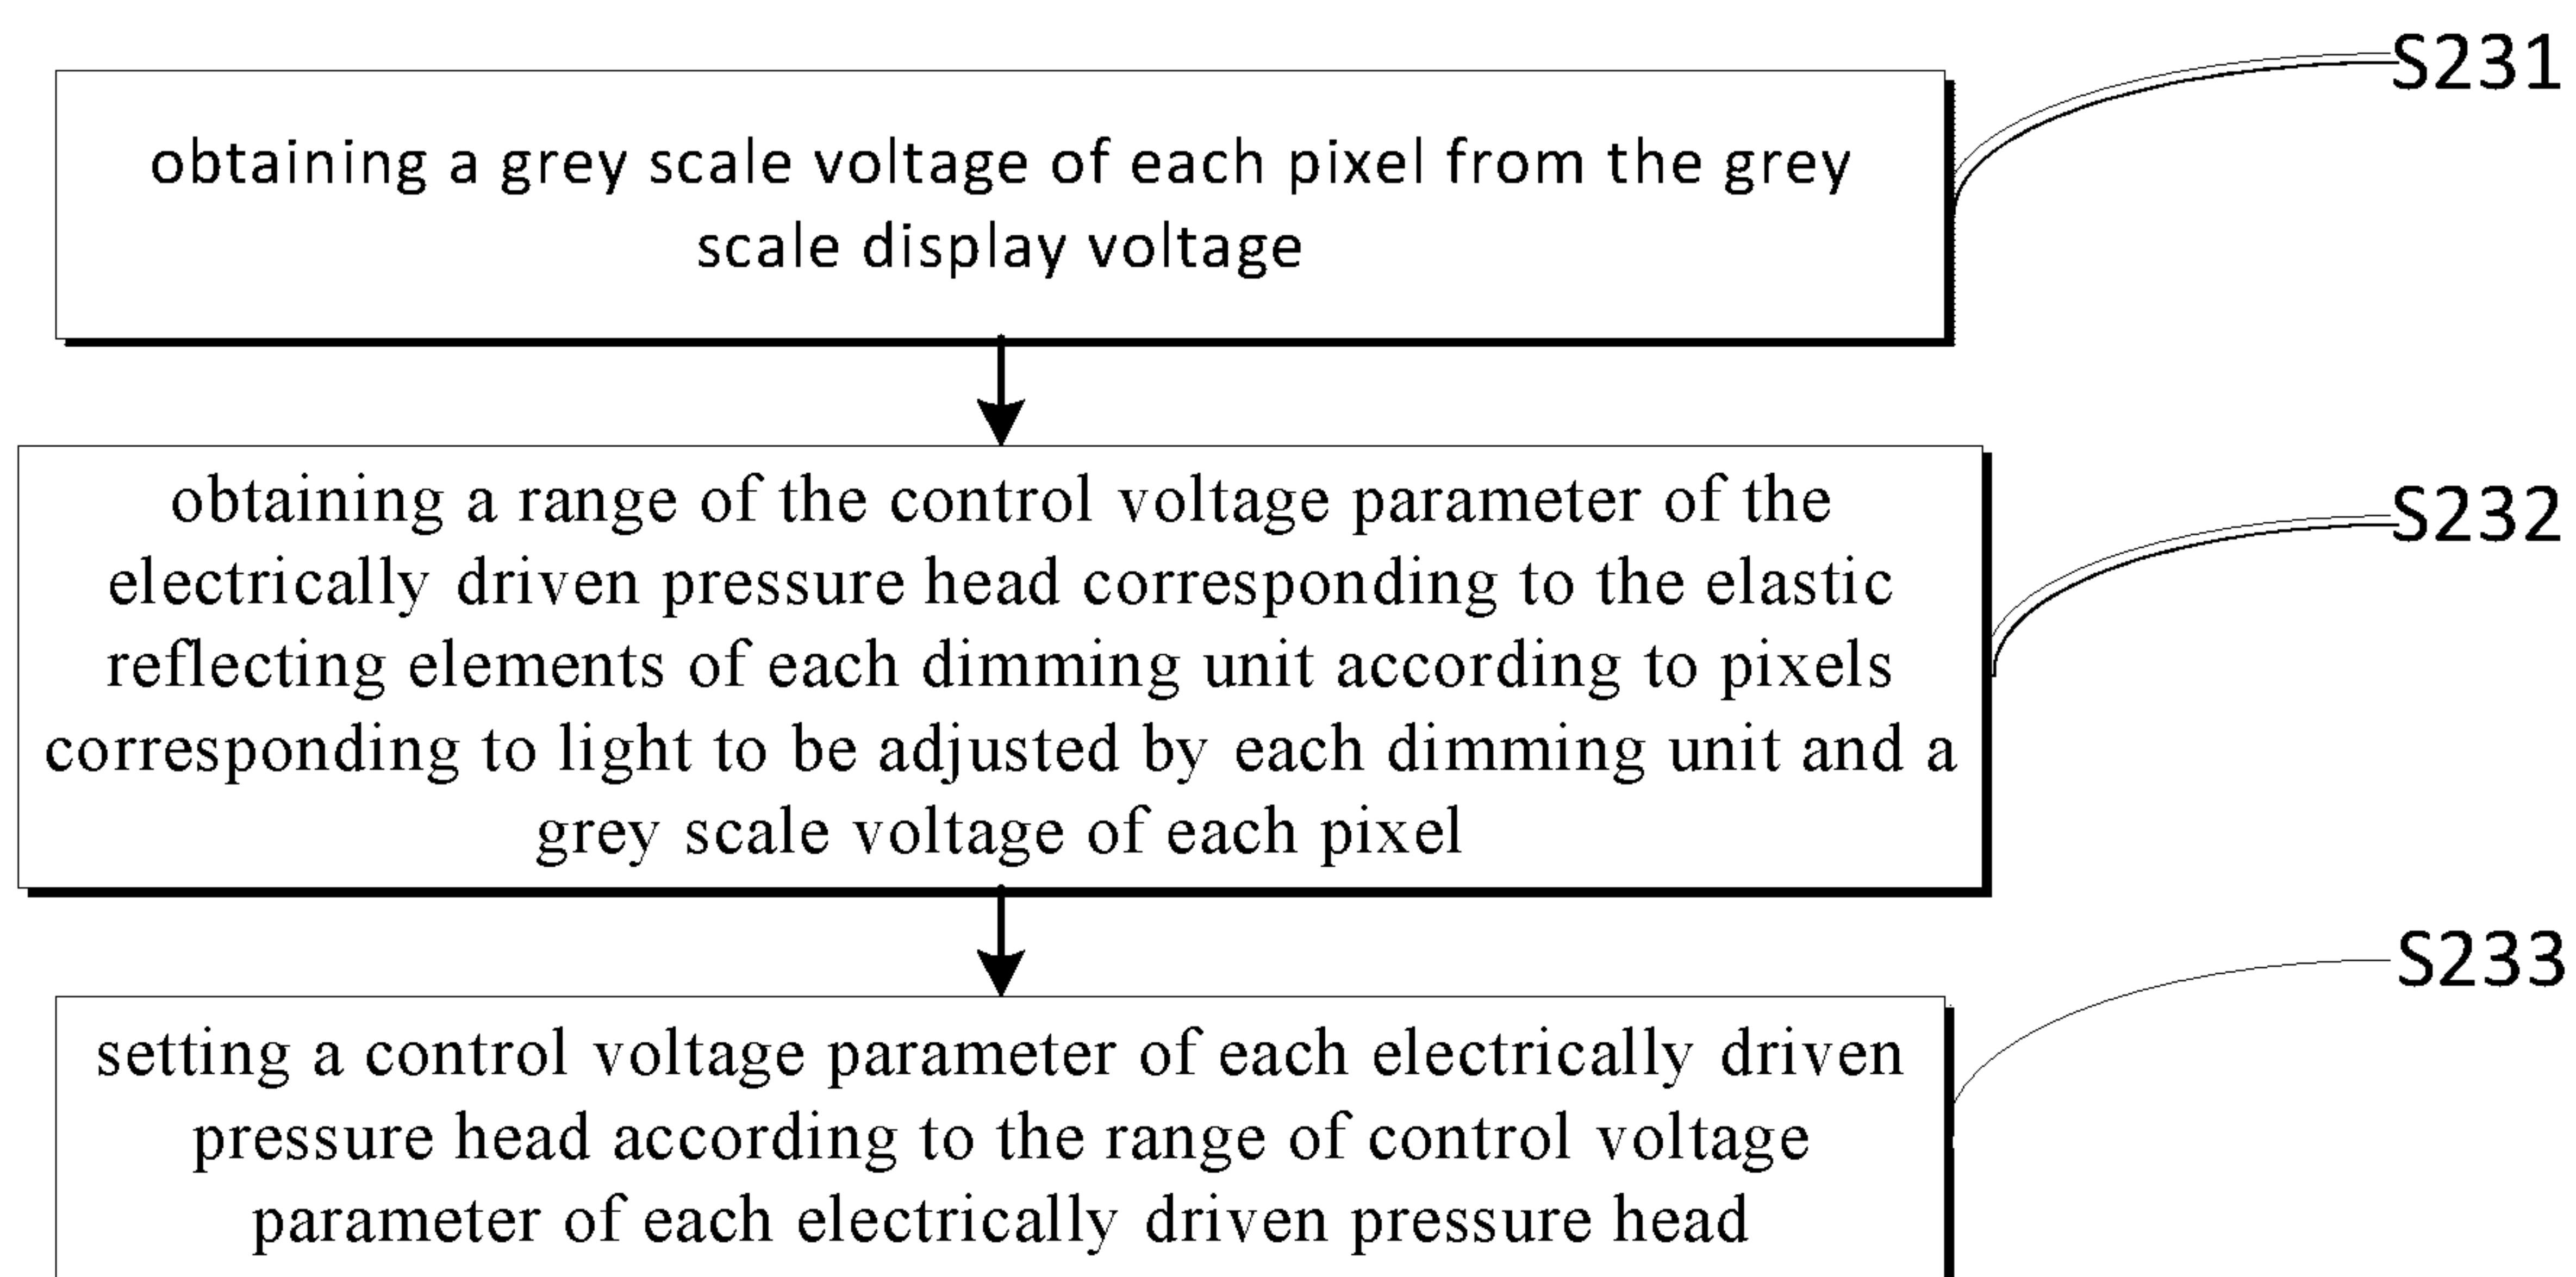 S231
obtaining a grey scale voltage of each pixel from the grey
scale display voltage
S232
obtaining a range of the control voltage parameter of the
electrically driven pressure head corresponding to the elastic
reflecting elements of each dimming unit according to pixels
corresponding to light to be adjusted by each dimming unit and a
grey scale voltage of each pixel
S233
setting a control voltage parameter of each electrically driven
pressure head according to the range of control voltage
parameter of each electrically driven pressure head